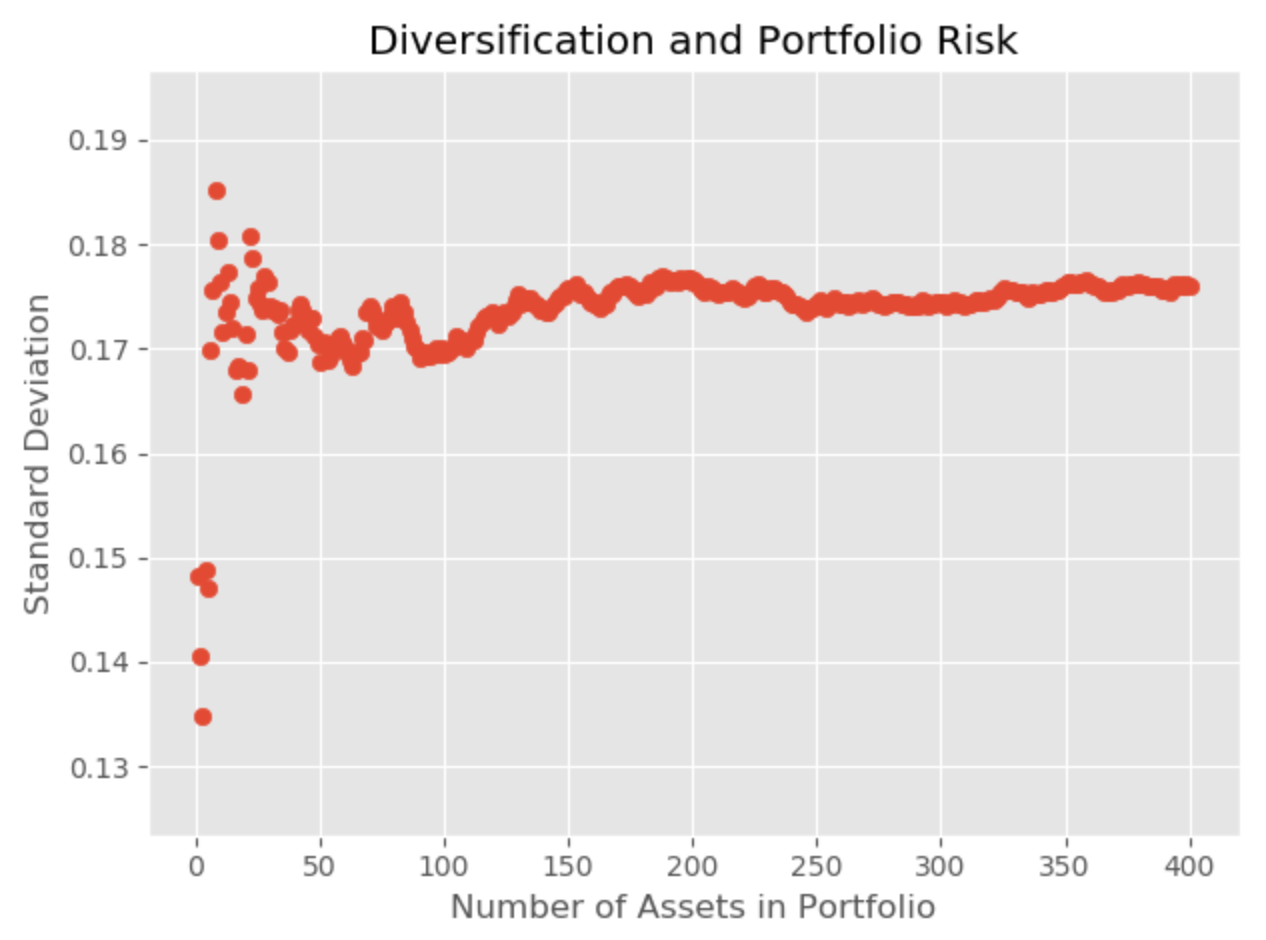 Diversification and Portfolio Risk
0.19
0.18
0.17
0.16
0.15
0.14
0.13
Standard Deviation
0 50 100 150 200 250 300 350 400
Number of Assets in Portfolio